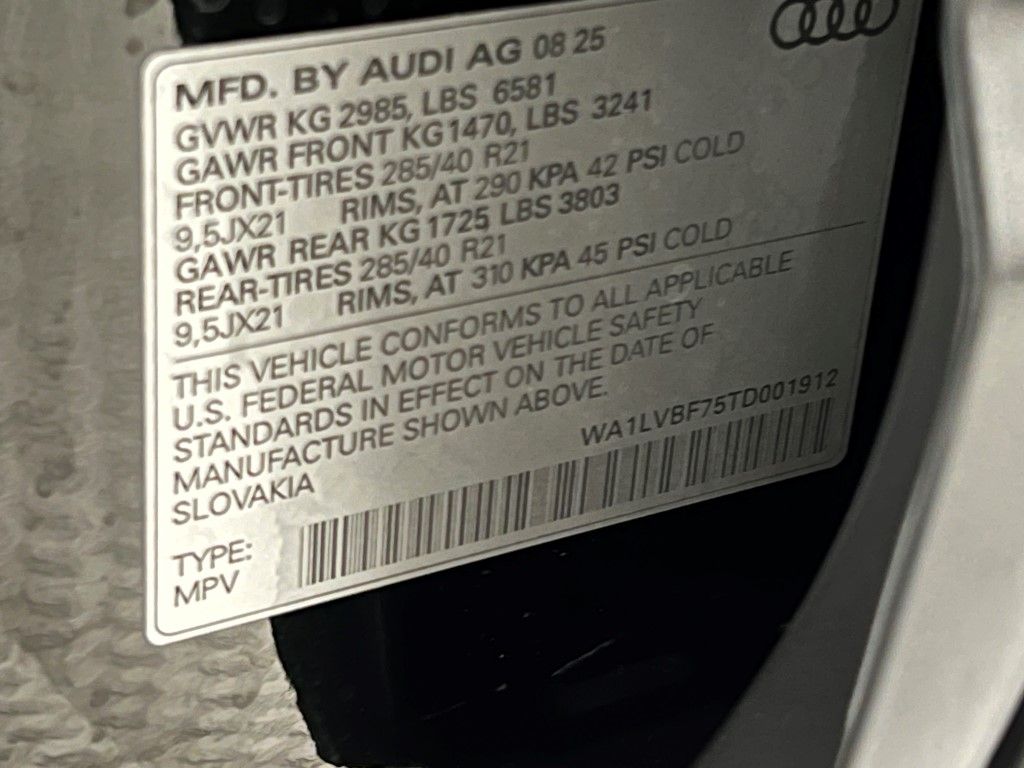 MFD. BY AUDI AG 08 25
GVWR KG 2985, LBS 6581
GAWR FRONT KG1470, LBS 3241
FRONT-TIRES 285/40 R21
9,5JX21 RIMS, AT 290 KPA 42 PSI COLD
GAWR REAR KG 1725 LBS 3803
REAR-TIRES 285/40 R21
9,5JX21 RIMS, AT 310 KPA 45 PSI COLD
THIS VEHICLE CONFORMS TO ALL APPLICABLE
U.S. FEDERAL MOTOR VEHICLE SAFETY
STANDARDS IN EFFECT ON THE DATE OF
MANUFACTURE SHOWN ABOVE.
SLOVAKIA
WA1LVBF75TD001912
TYPE:
MPV